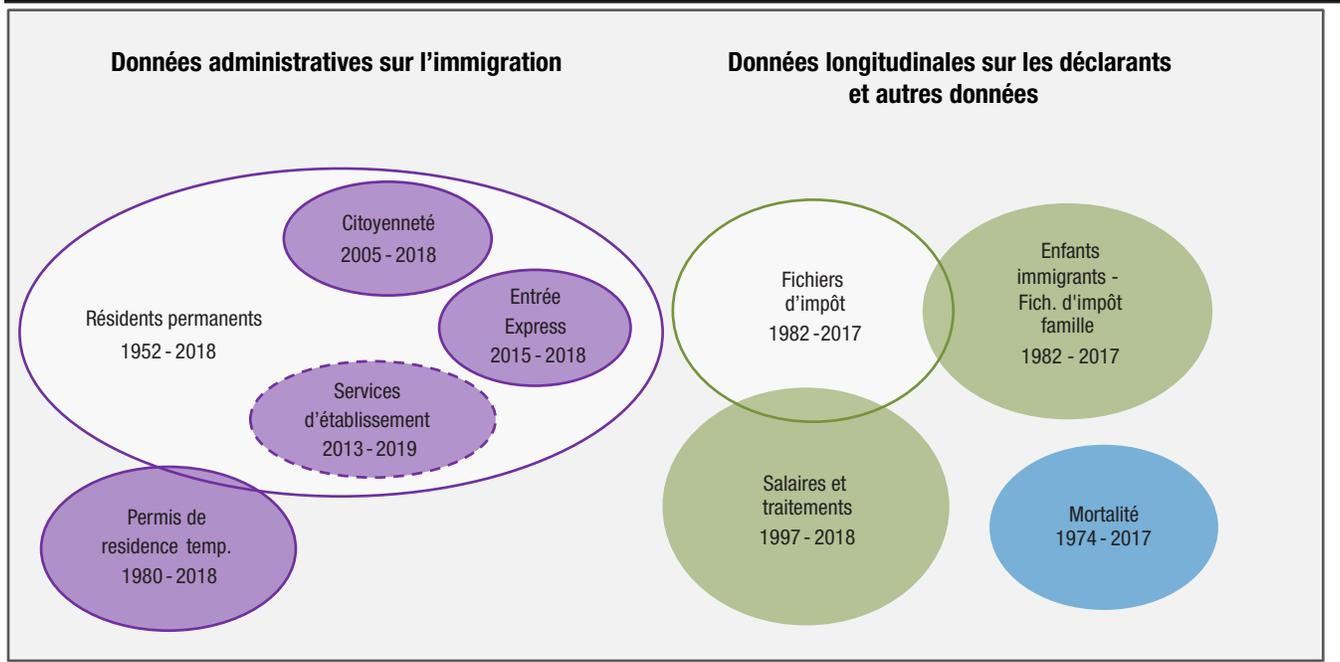 Données administratives sur l’immigration
Données longitudinales sur les déclarants
et autres données
Citoyenneté
2005 - 2018
Entrée
Express
2015 - 2018
Résidents permanents
1952 - 2018
Services
d’établissement
2013 - 2019
Permis de
residence temp.
1980 - 2018
Fichiers
d’impôt
1982 - 2017
Enfants
immigrants -
Fich. d'impôt
famille
1982 - 2017
Salaires et
traitements
1997 - 2018
Mortalité
1974 - 2017